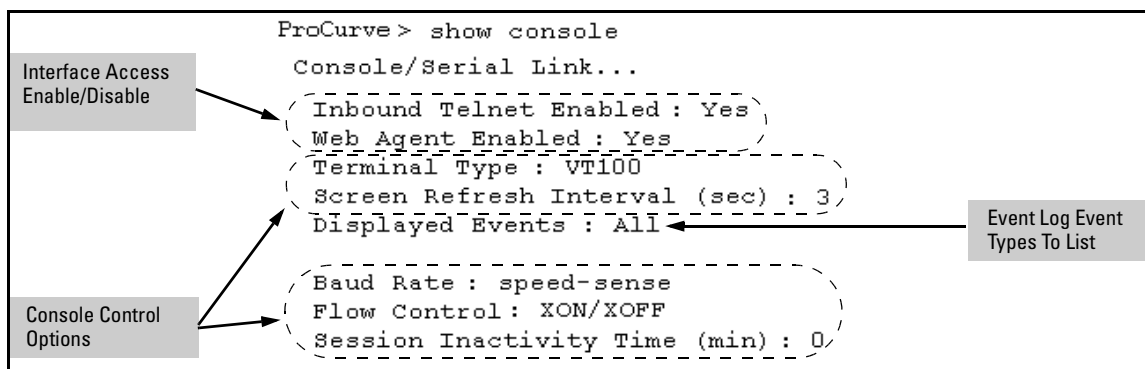 ProCurve> show console
Console/Serial Link...
Interface Access
Enable/Disable
Inbound Telnet Enabled : Yes
Web Agent Enabled : Yes
Terminal Type : VT100
Screen Refresh Interval (sec) : 3
Displayed Events : All
Event Log Event
Types To List
Baud Rate : speed-sense
Flow Control : XON/XOFF
Session Inactivity Time (min) : 0
Console Control
Options